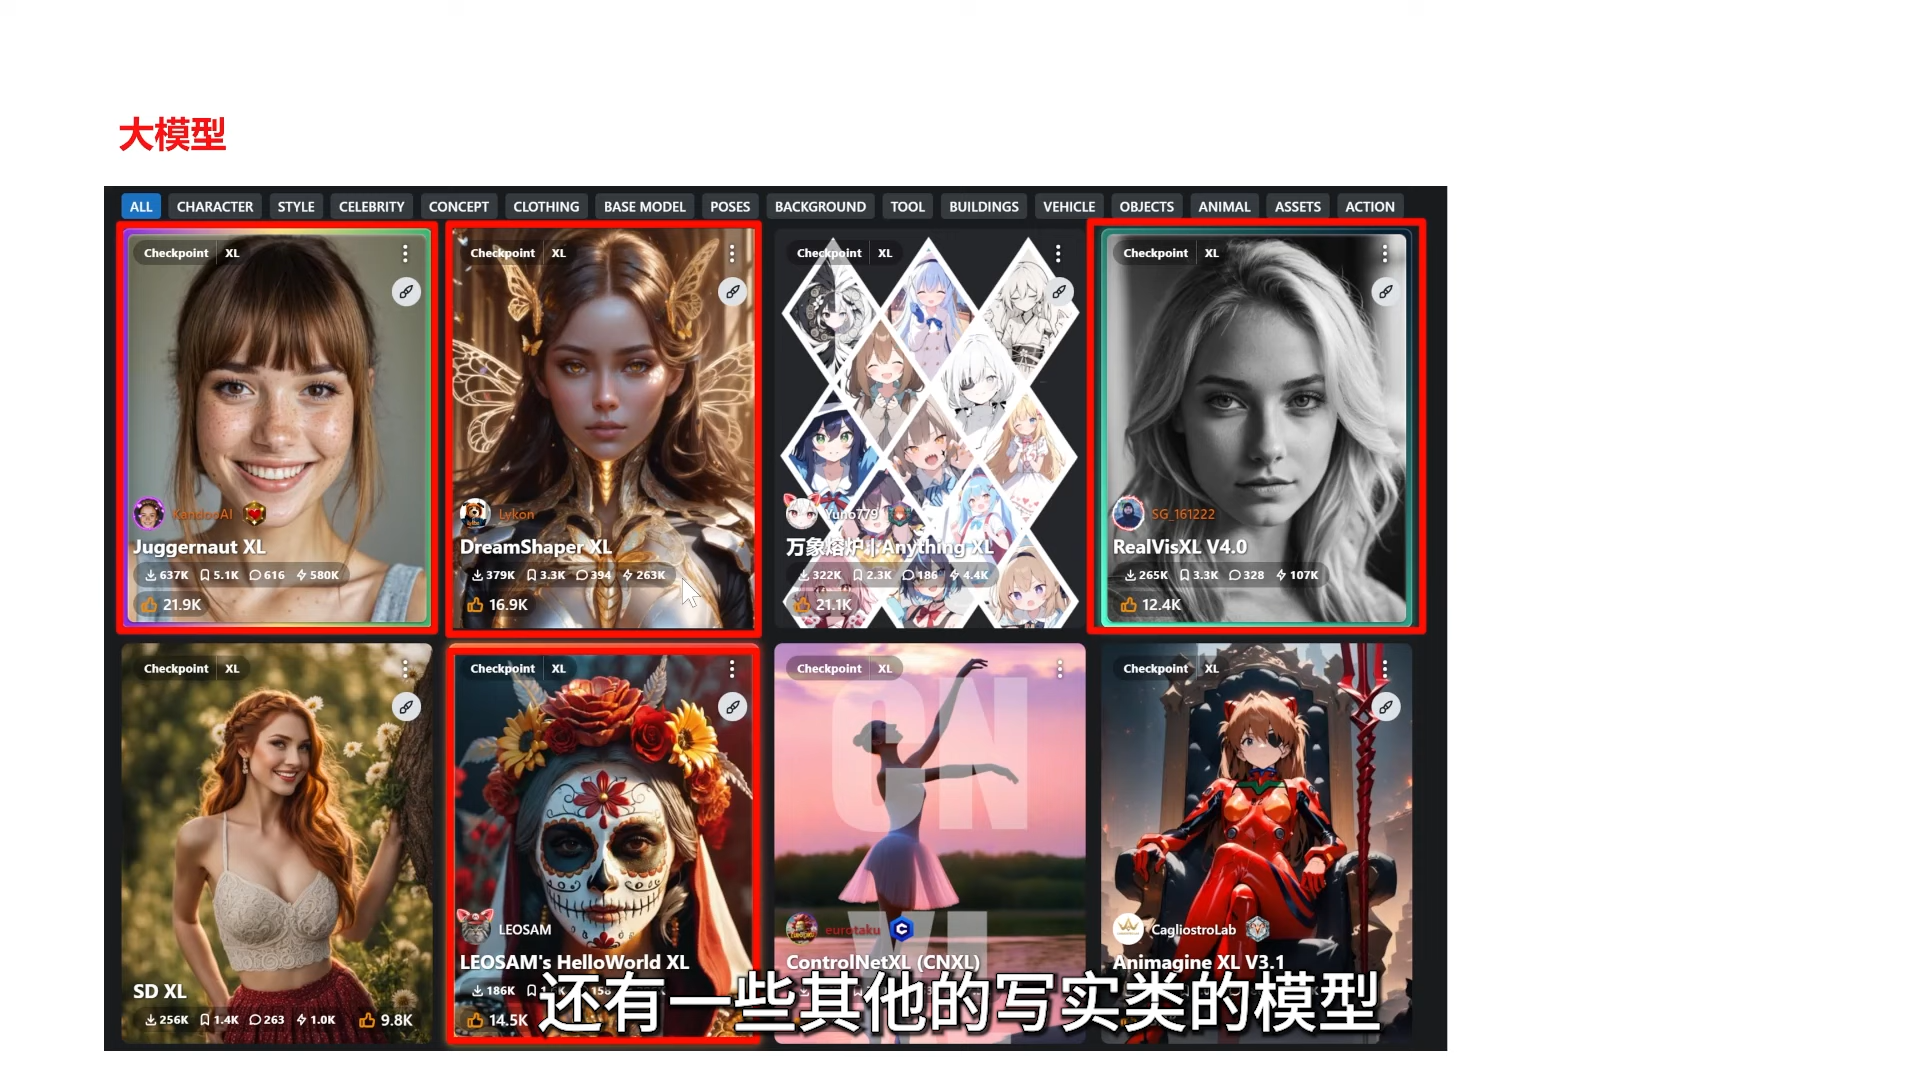 大模型
ALL CHARACTER STYLE CELEBRITY CONCEPT CLOTHING BASE MODEL POSES BACKGROUND TOOL BUILDINGS VEHICLE OBJECTS ANIMAL ASSETS ACTION
Checkpoint XL
KandooAI
Juggernaut XL
637K 5.1K 616 580K
21.9K
Checkpoint XL
Lykon
DreamShaper XL
379K 3.3K 394 263K
16.9K
Checkpoint XL
Yuno779
万象熔炉 | Anything XL
322K 2.3K 186 4.4K
21.1K
Checkpoint XL
SG_161222
RealVisXL V4.0
265K 3.3K 328 107K
12.4K
Checkpoint XL
SD XL
256K 1.4K 263 1.0K 9.8K
Checkpoint XL
LEOSAM
LEOSAM's HelloWorld XL
186K
14.5K
Checkpoint XL
CN
XL
eurotaku
ControlNetXL (CNXL)
Checkpoint XL
CagliostroLab
Animagine XL V3.1
还有一些其他的写实类的模型